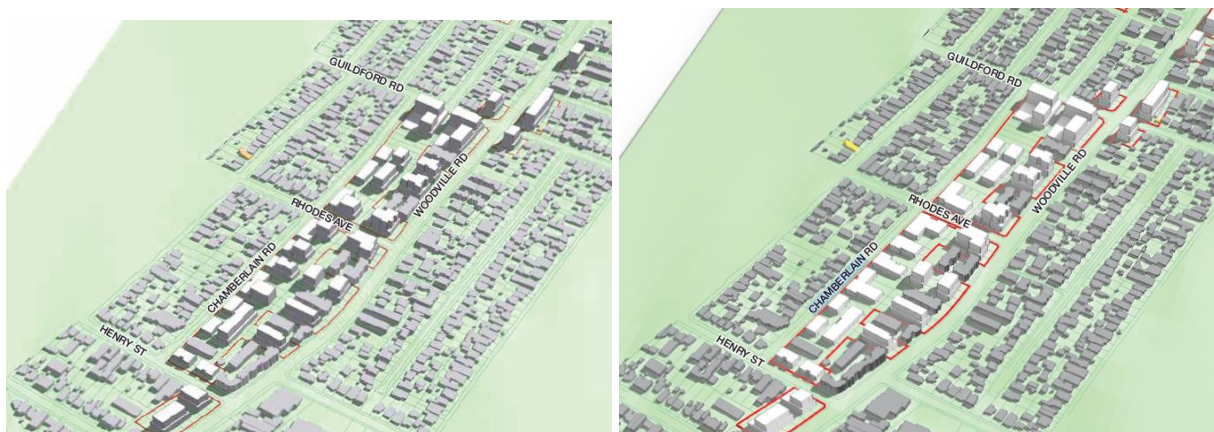 GUILDFORD RD
WOODVILLE RD
RHODES AVE
CHAMBERLAIN RD
HENRY ST
GUILDFORD RD
WOODVILLE RD
RHODES AVE
CHAMBERLAIN RD
HENRY ST